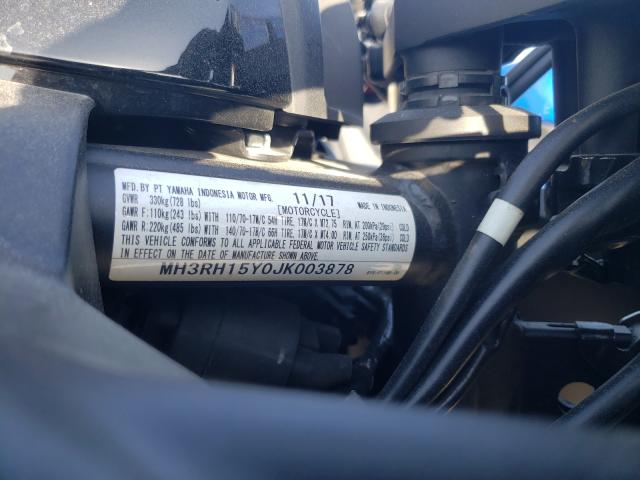 MFD. BY PT YAMAHA INDONESIA MOTOR MFG. 11/17 MADE IN INDONESIA
GVWR 330kg(728 lbs) [MOTORCYCLE]
GAWR F:110kg(243 lbs)WITH 110/70-17M/C 54H TIRE, 17M/C X MT2.75 RIM, AT 200kPa(29psi) COLD
GAWR R:220kg(485 lbs)WITH 140/70-17M/C 66H TIRE, 17M/C X MT4.00 RIM, AT 250kPa(36psi) COLD
THIS VEHICLE CONFORMS TO ALL APPLICABLE FEDERAL MOTOR VEHICLE SAFETY STANDARDS
IN EFFECT ON THE DATE OF MANUFACTURE SHOWN ABOVE.
MH3RH15Y0JK003878